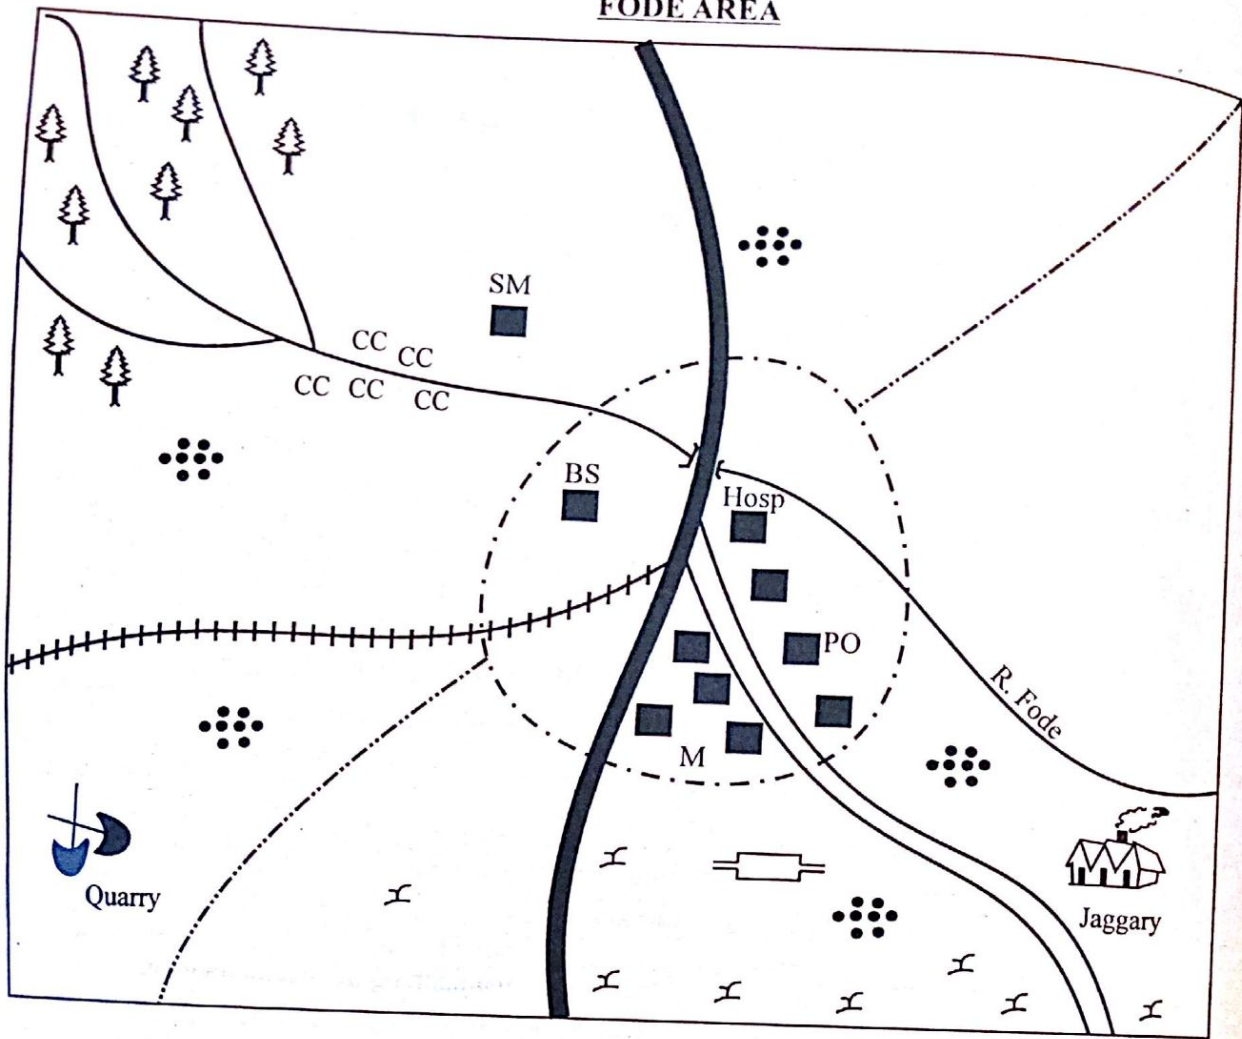 FODE AREA
SM
CC CC
CC CC CC
BS
Hosp
PO
R. Fode
M
Quarry
Jaggary